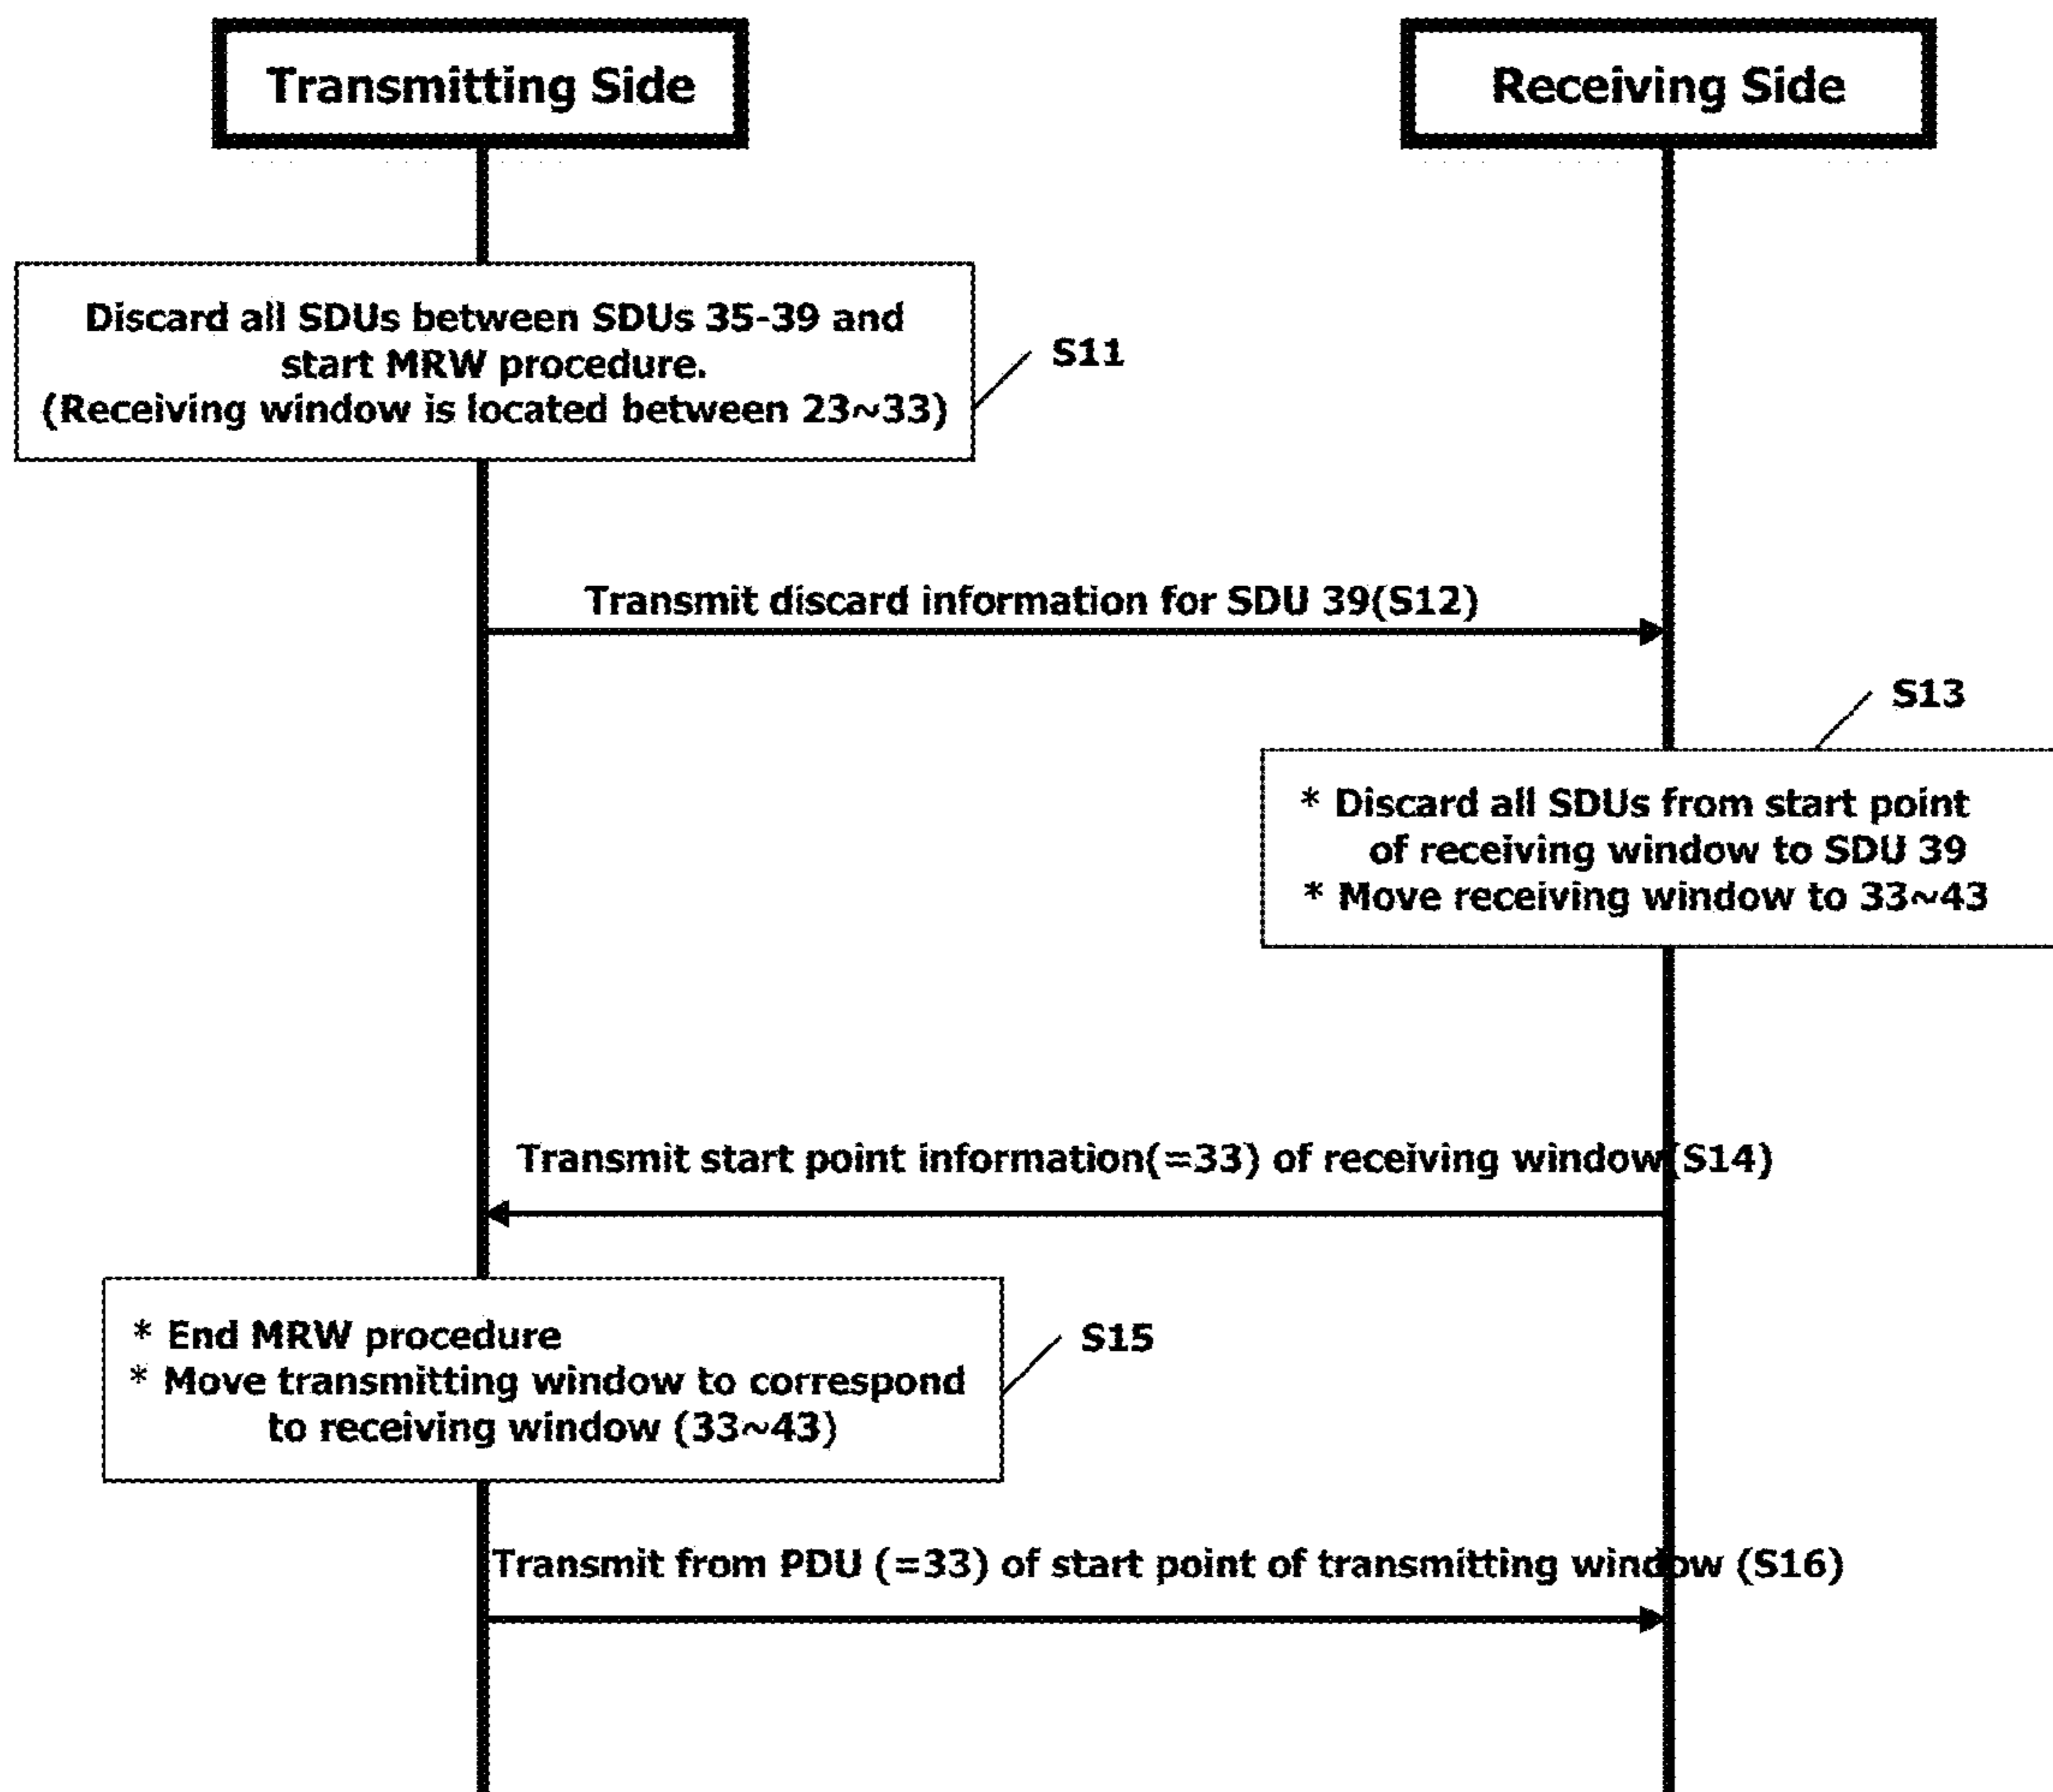 Transmitting Side
Receiving Side
Discard all SDUs between SDUs 35-39 and
start MRW procedure.
(Receiving window is located between 23~33)
S11
Transmit discard information for SDU 39(S12)
S13
* Discard all SDUs from start point
of receiving window to SDU 39
* Move receiving window to 33~43
Transmit start point information(=33) of receiving window(S14)
* End MRW procedure
* Move transmitting window to correspond
to receiving window (33~43)
S15
Transmit from PDU (=33) of start point of transmitting window (S16)